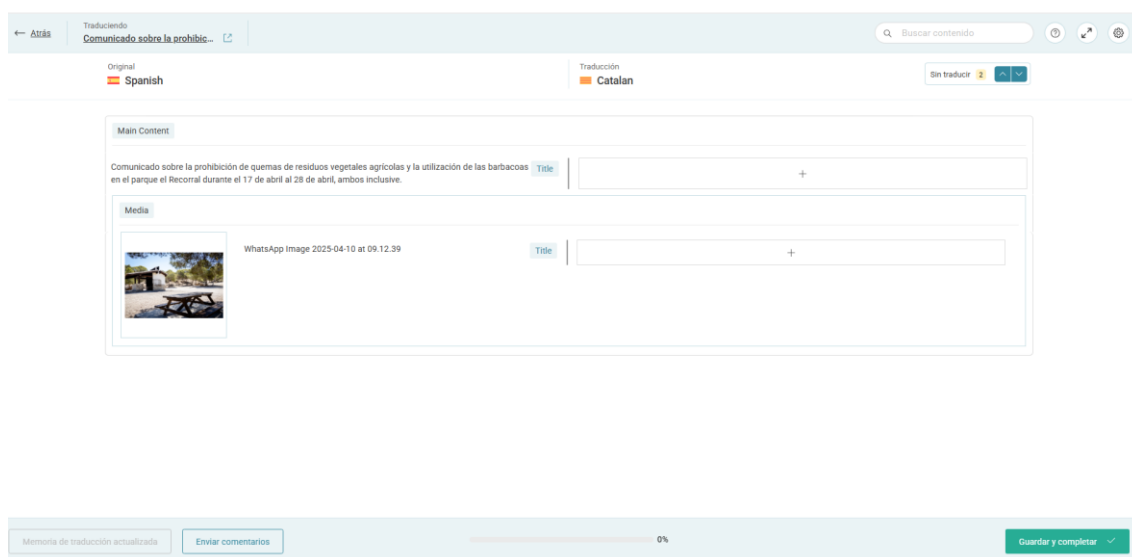 ← Atrás
Traduciendo
Comunicado sobre la prohibic...
Buscar contenido
Original
Spanish
Traducción
Catalan
Sin traducir 2
Main Content
Comunicado sobre la prohibición de quemas de residuos vegetales agrícolas y la utilización de las barbacoas
en el parque el Recorral durante el 17 de abril al 28 de abril, ambos inclusive.
Title
+
Media
WhatsApp Image 2025-04-10 at 09.12.39
Title
+
Memoria de traducción actualizada
Enviar comentarios
0%
Guardar y completar